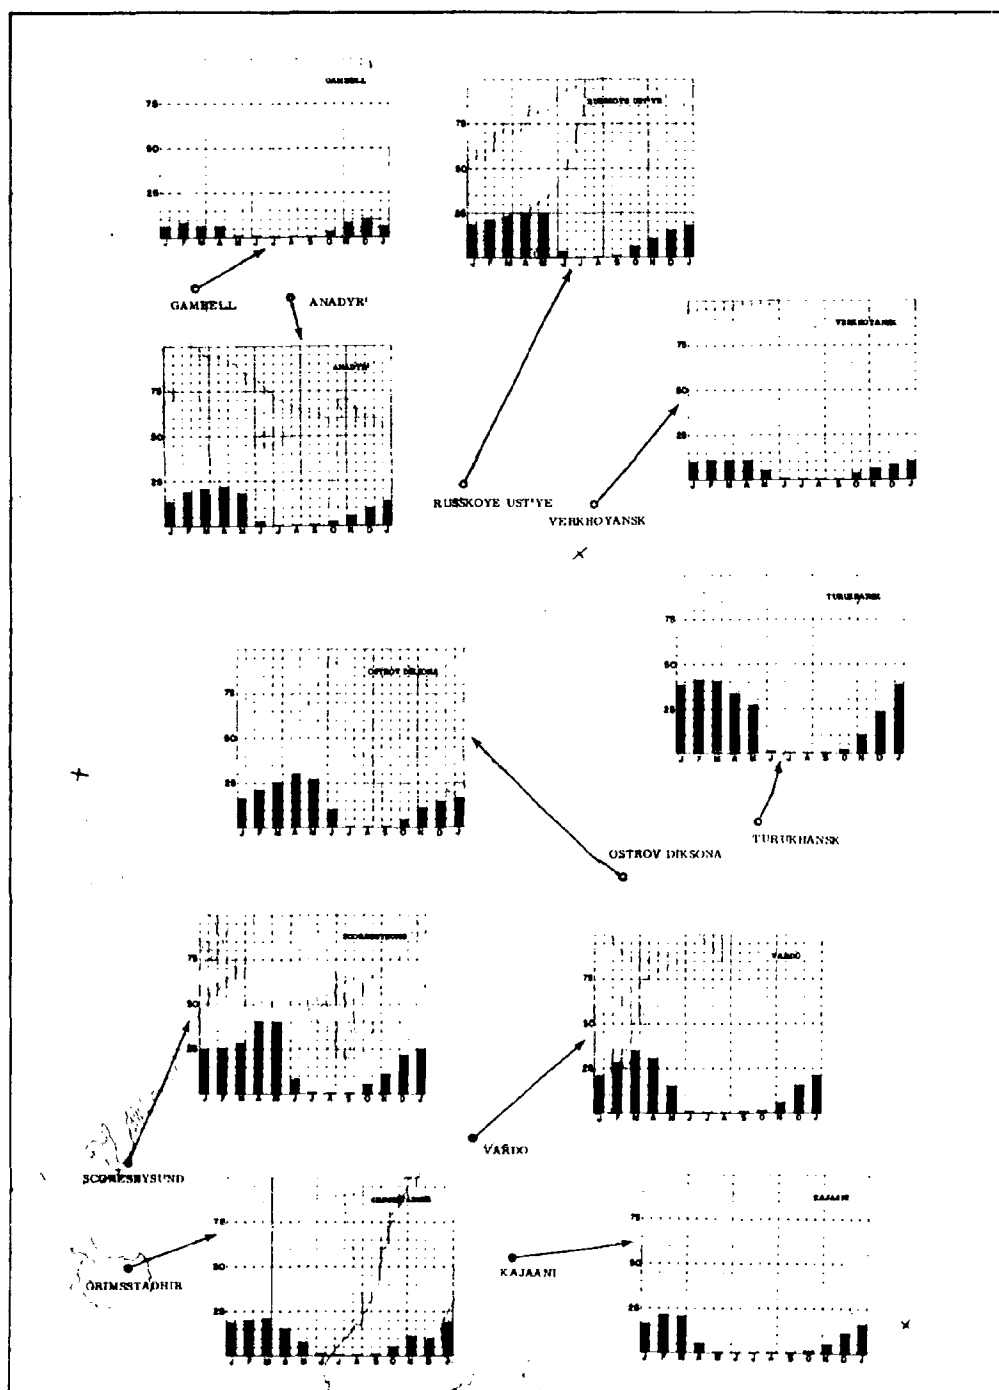 GAMBELL
75
50
25
J F M A M J J A S O N D J
GAMBELL
RUSSKOYE UST'YE
75
50
25
J F M A M J J A S O N D J
ANADYR'
ANADYR'
75
50
25
J F M A M J J A S O N D J
VERKHOYANSK
75
50
25
J F M A M J J A S O N D J
RUSSKOYE UST'YE
VERKHOYANSK
TURUKHANSK
75
50
25
J F M A M J J A S O N D J
TURUKHANSK
OSTROV DIKSONA
75
50
25
J F M A M J J A S O N D J
OSTROV DIKSONA
SCORESBYSUND
75
50
25
J F M A M J J A S O N D J
SCORESBYSUND
VARDO
75
50
25
J F M A M J J A S O N D J
VARDO
75
50
25
J F M A M J J A S O N D J
GRIMSSTADHIR
KAJAANI
75
50
25
J F M A M J J A S O N D J
KAJAANI